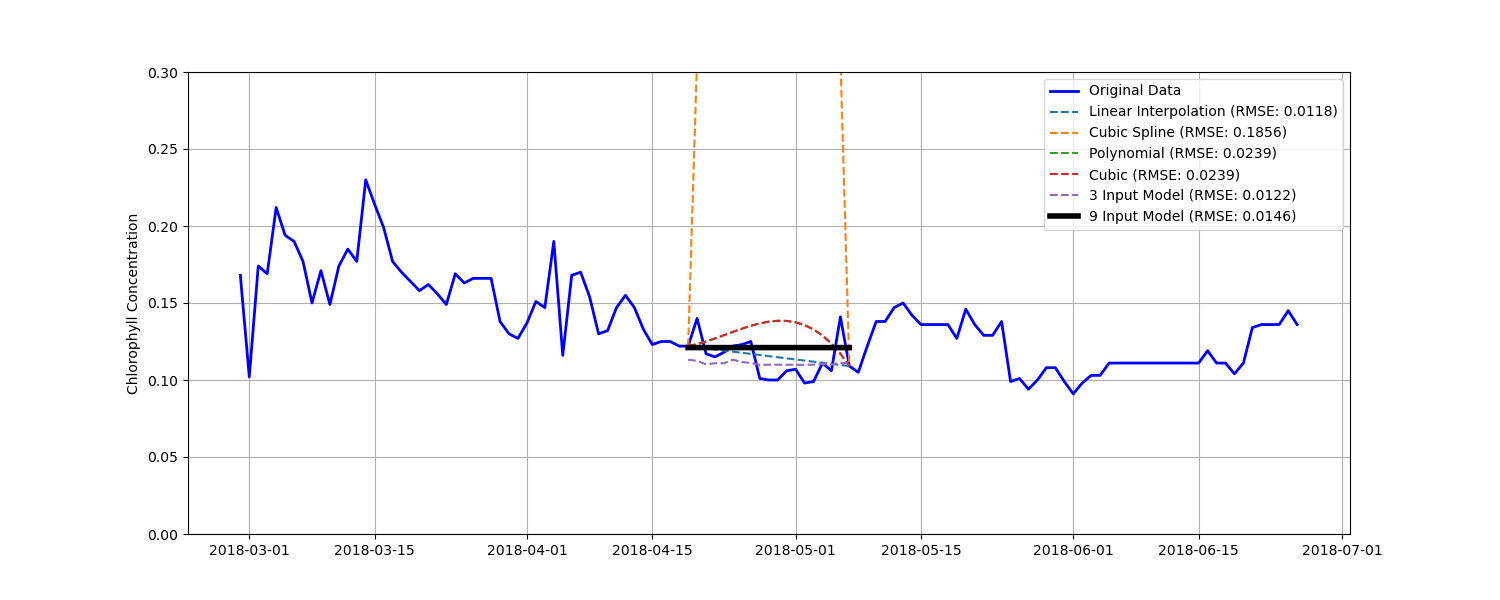 Original Data
Linear Interpolation (RMSE: 0.0118)
Cubic Spline (RMSE: 0.1856)
Polynomial (RMSE: 0.0239)
Cubic (RMSE: 0.0239)
3 Input Model (RMSE: 0.0122)
9 Input Model (RMSE: 0.0146)
Chlorophyll Concentration
0.30
0.25
0.20
0.15
0.10
0.05
0.00
2018-03-01 2018-03-15 2018-04-01 2018-04-15 2018-05-01 2018-05-15 2018-06-01 2018-06-15 2018-07-01